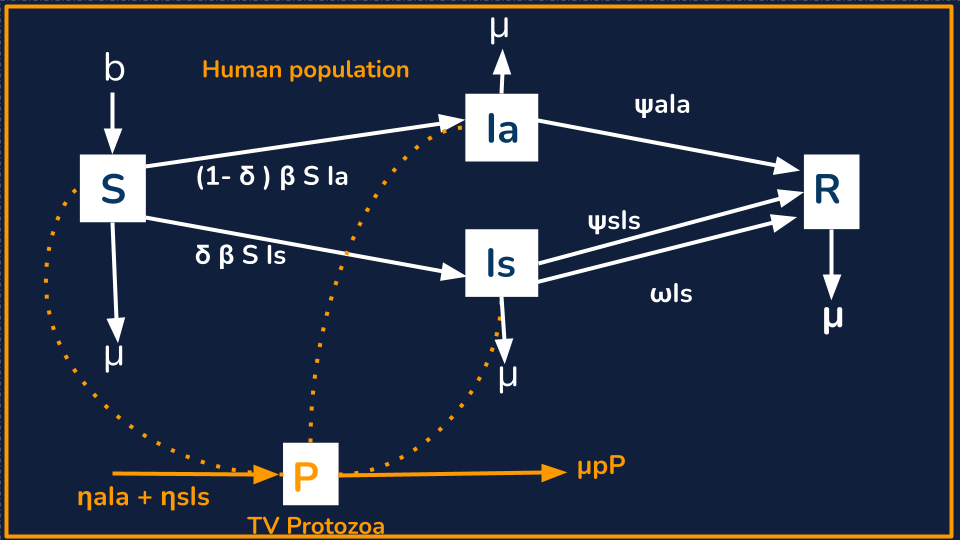 μ
b
Human population
Ia
ψaIa
S
(1- δ ) β S Ia
R
ψsIs
δ β S Is
Is
ωIs
μ
μ
μ
P
μpP
ηaIa + ηsIs
TV Protozoa